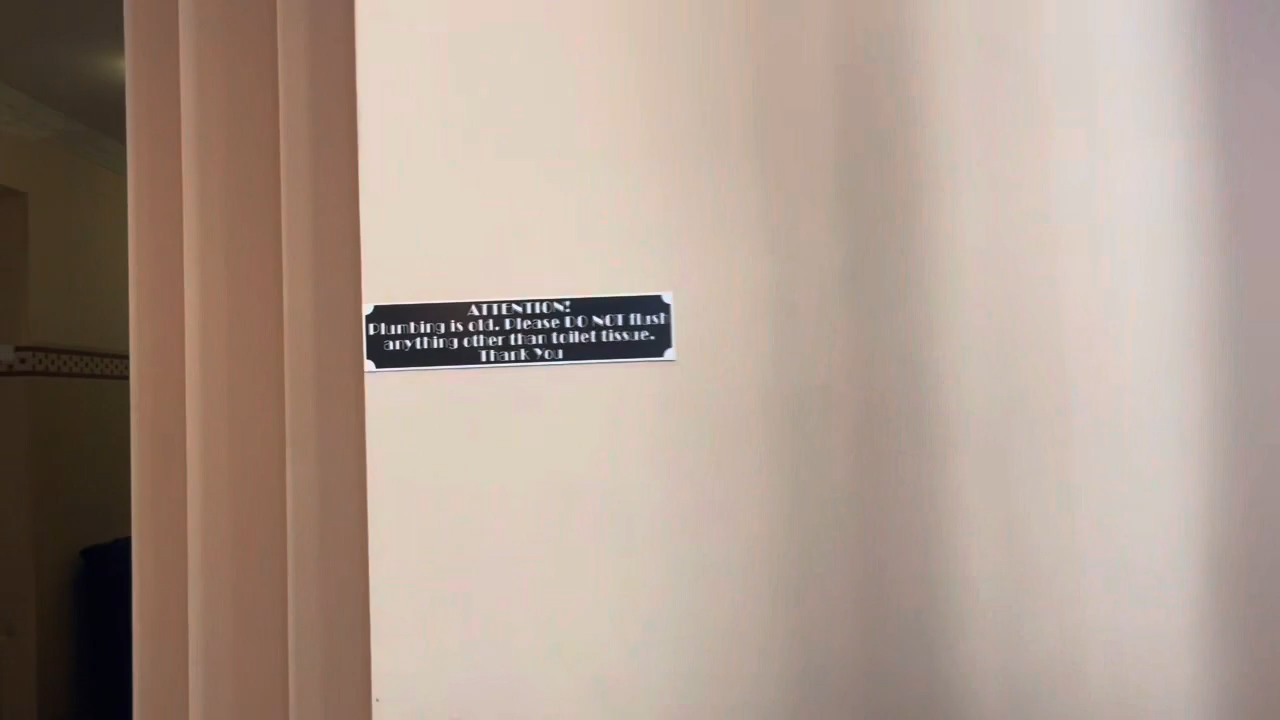 ATTENTION!
Plumbing is old. Please DO NOT flush
anything other than toilet tissue.
Thank You